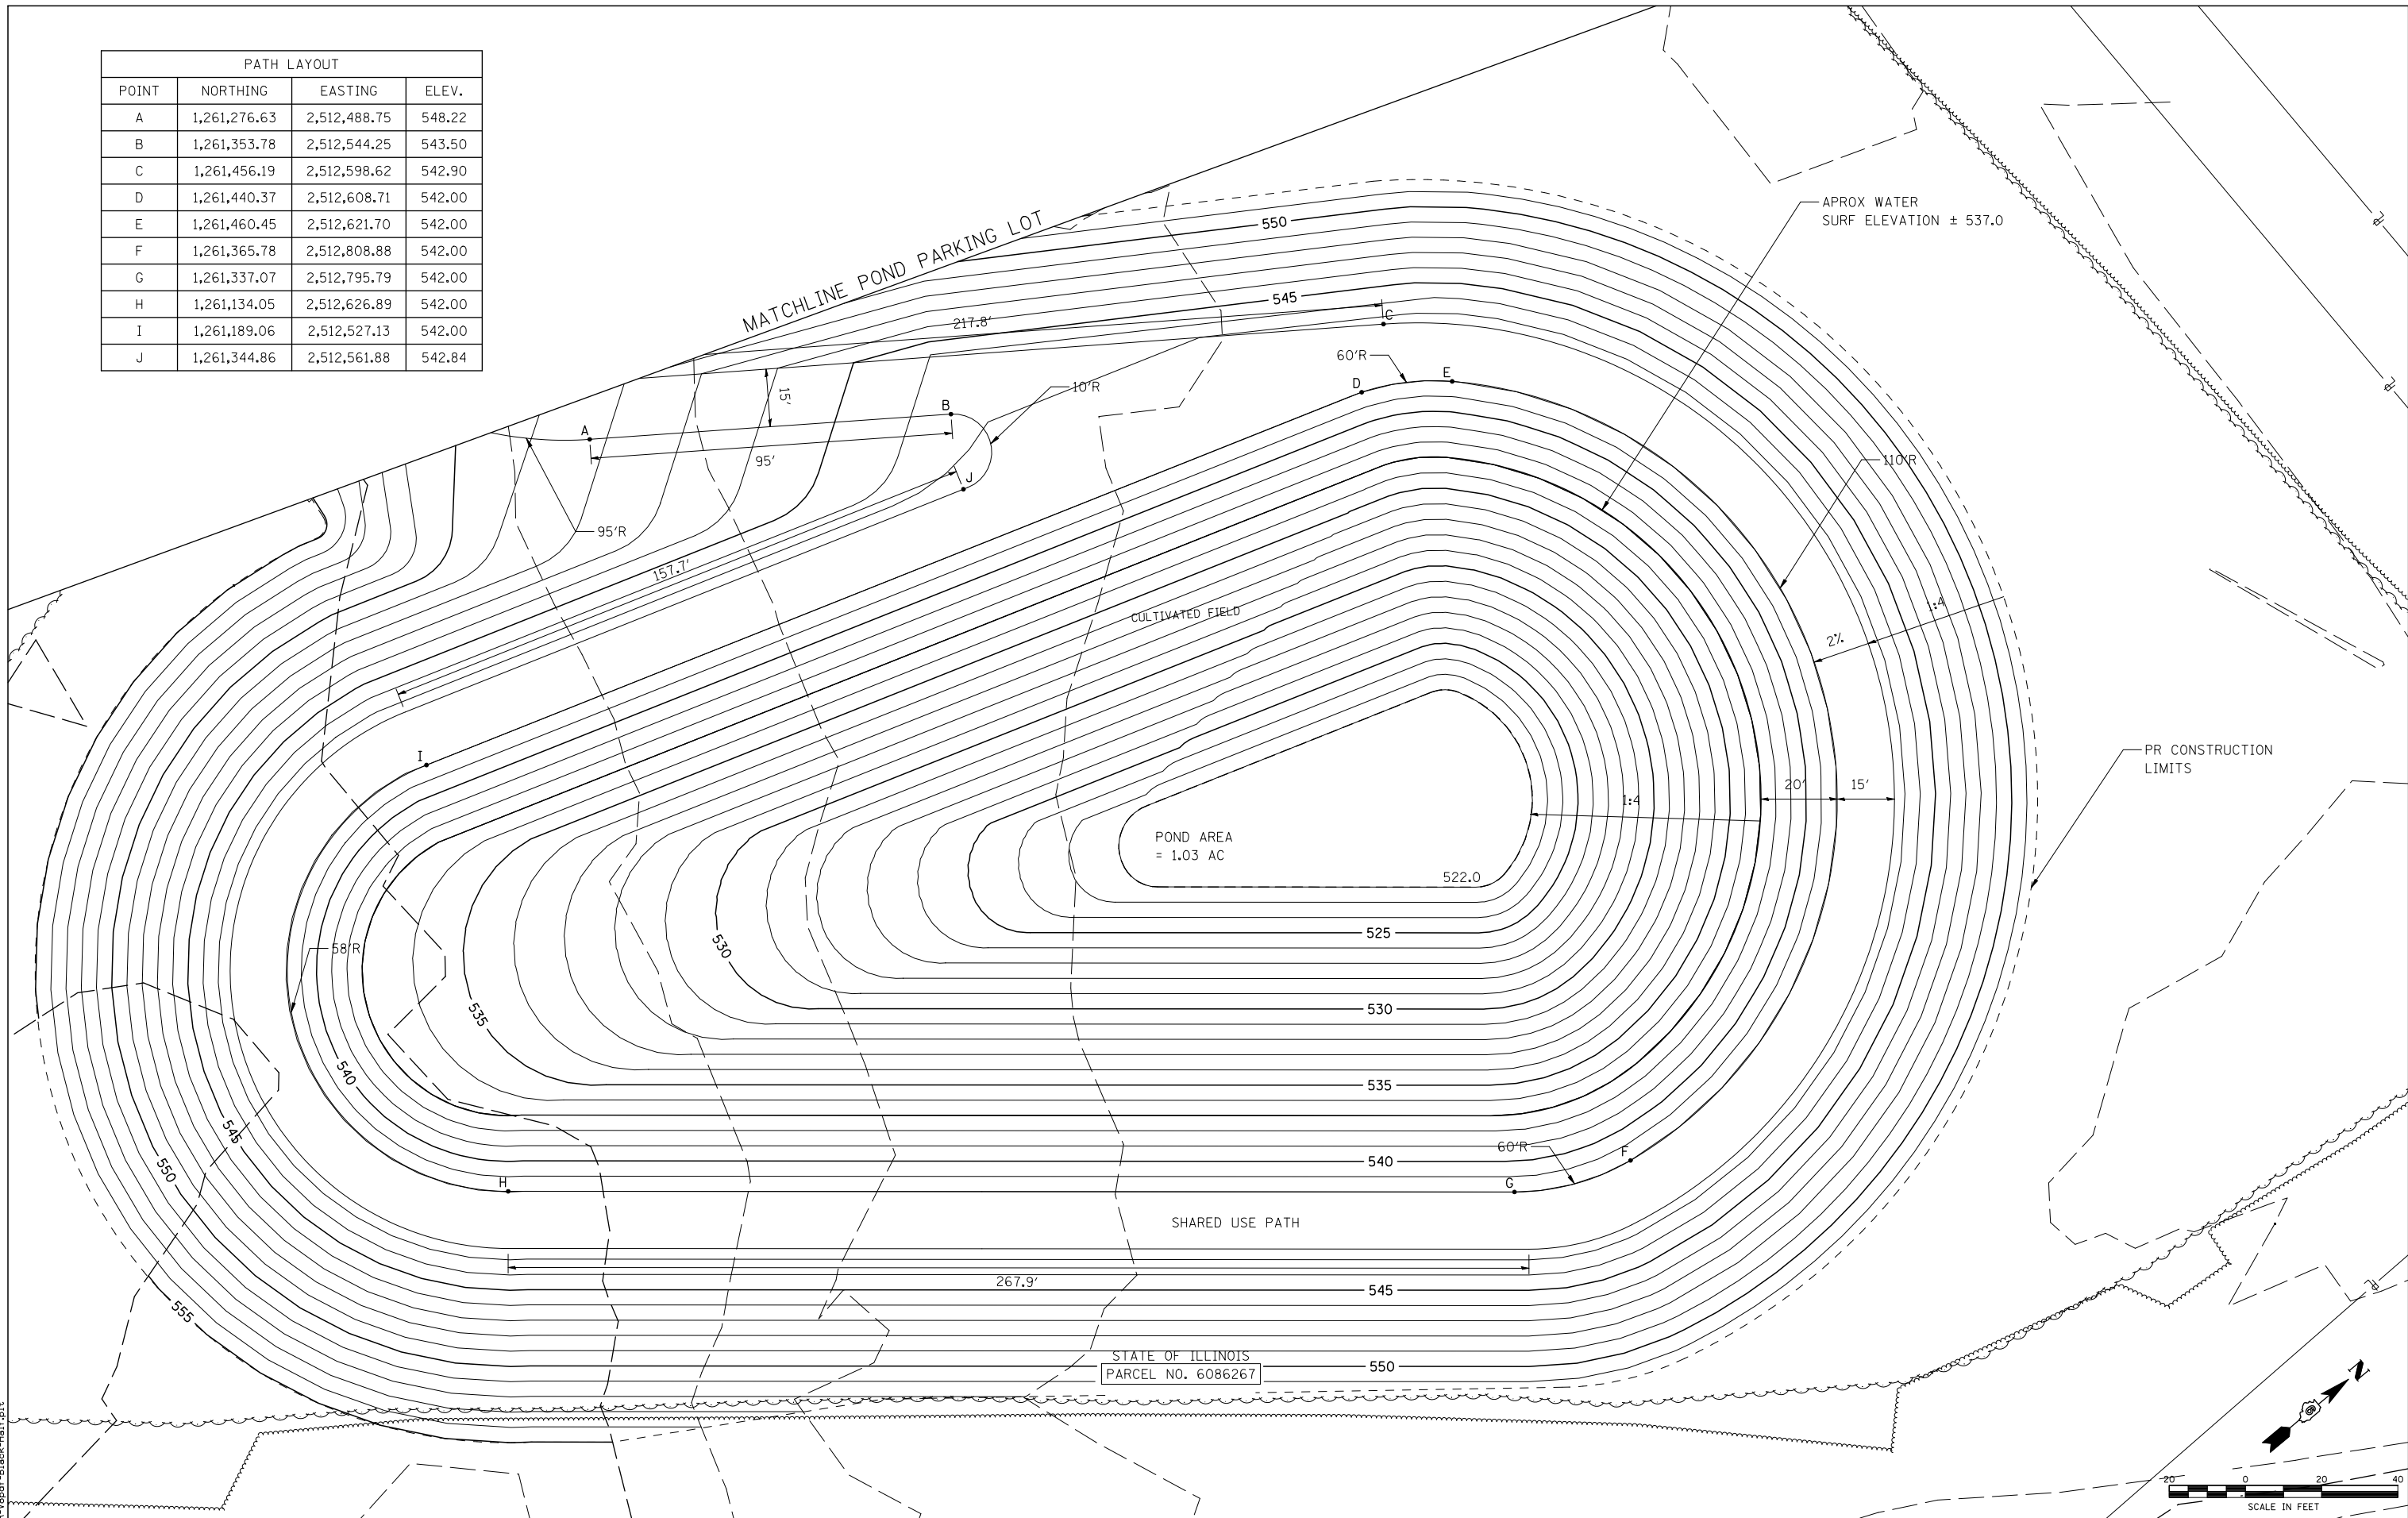 PATH LAYOUT
POINT NORTHING EASTING ELEV.
A 1,261,276.63 2,512,488.75 548.22
B 1,261,353.78 2,512,544.25 543.50
C 1,261,456.19 2,512,598.62 542.90
D 1,261,440.37 2,512,608.71 542.00
E 1,261,460.45 2,512,621.70 542.00
F 1,261,365.78 2,512,808.88 542.00
G 1,261,337.07 2,512,795.79 542.00
H 1,261,134.05 2,512,626.89 542.00
I 1,261,189.06 2,512,527.13 542.00
J 1,261,344.86 2,512,561.88 542.84
MATCHLINE POND PARKING LOT
550
APROX WATER
SURF ELEVATION ± 537.0
545
217.8'
C
60'R
D
E
10'R
15'
B
A
95'
110'R
J
95'R
157.7'
CULTIVATED FIELD
1:4
2%
I
PR CONSTRUCTION
LIMITS
20'
15'
1:4
POND AREA
= 1.03 AC
522.0
525
58'R
530
530
535
535
540
540
60'R
F
H
G
545
SHARED USE PATH
550
267.9'
545
555
STATE OF ILLINOIS
PARCEL NO. 6086267
550
P
P
P
N
20 0 20 40
SCALE IN FEET